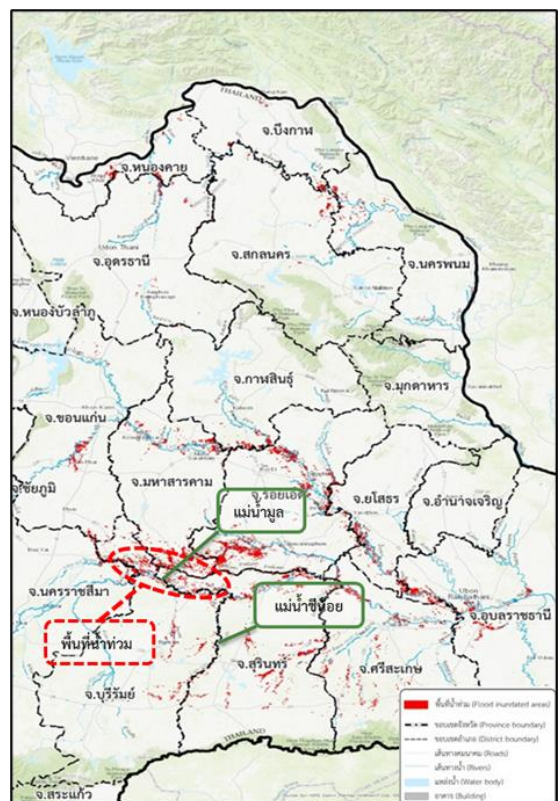 THAILAND
จ.บึงกาฬ
Vientiane
จ.หนองคาย
Udon Thani
จ.อุดรธานี
จ.สกลนคร
จ.นครพนม
จ.หนองบัวลำภู
จ.กาฬสินธุ์
จ.มุกดาหาร
จ.ขอนแก่น
จ.ชัยภูมิ
จ.มหาสารคาม
จ.ร้อยเอ็ด
จ.ยโสธร
จ.อำนาจเจริญ
แม่น้ำมูล
จ.นครราชสีมา
แม่น้ำชีน้อย
Ubon
Ratchathani
จ.อุบลราชธานี
พื้นที่น้ำท่วม
จ.สุรินทร์
จ.ศรีสะเกษ
จ.บุรีรัมย์
THAILAND
จ.สระแก้ว
พื้นที่น้ำท่วม (Flood inundated areas)
ขอบเขตจังหวัด (Province boundary)
ขอบเขตอำเภอ (District boundary)
เส้นทางคมนาคม (Roads)
เส้นทางน้ำ (Rivers)
แหล่งน้ำ (Water body)
อาคาร (Building)